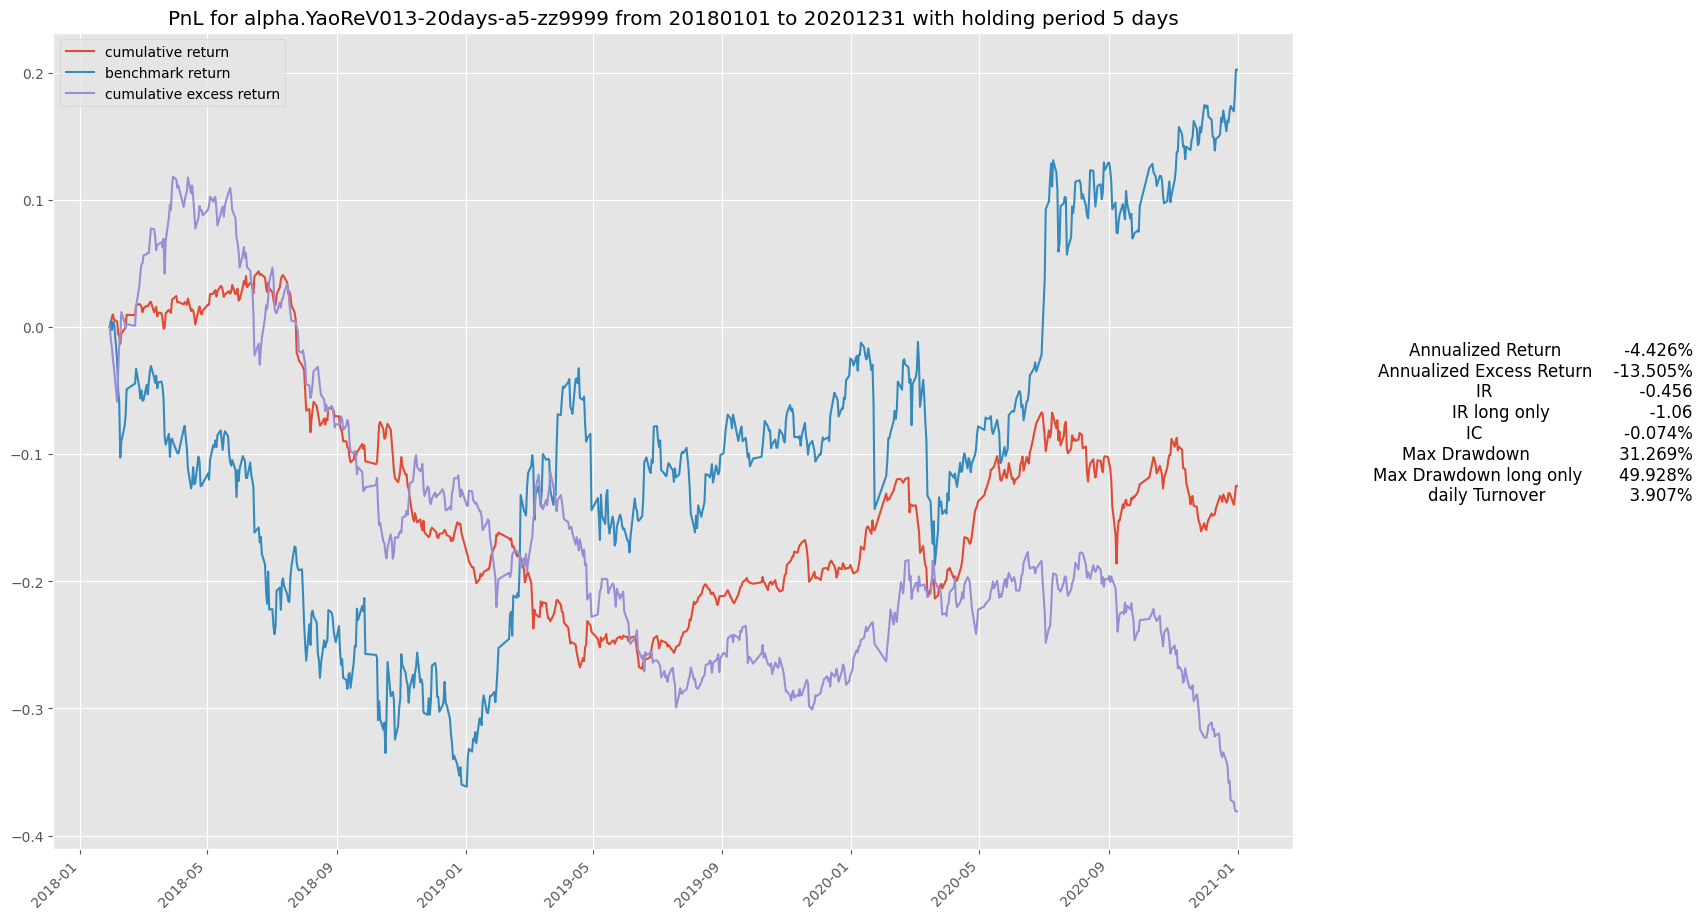 PnL for alpha.YaoReV013-20days-a5-zz9999 from 20180101 to 20201231 with holding period 5 days
cumulative return
benchmark return
cumulative excess return
0.2
0.1
0.0
−0.1
−0.2
−0.3
−0.4
2018-01
2018-05
2018-09
2019-01
2019-05
2019-09
2020-01
2020-05
2020-09
2021-01
Annualized Return -4.426%
Annualized Excess Return -13.505%
IR -0.456
IR long only -1.06
IC -0.074%
Max Drawdown 31.269%
Max Drawdown long only 49.928%
daily Turnover 3.907%